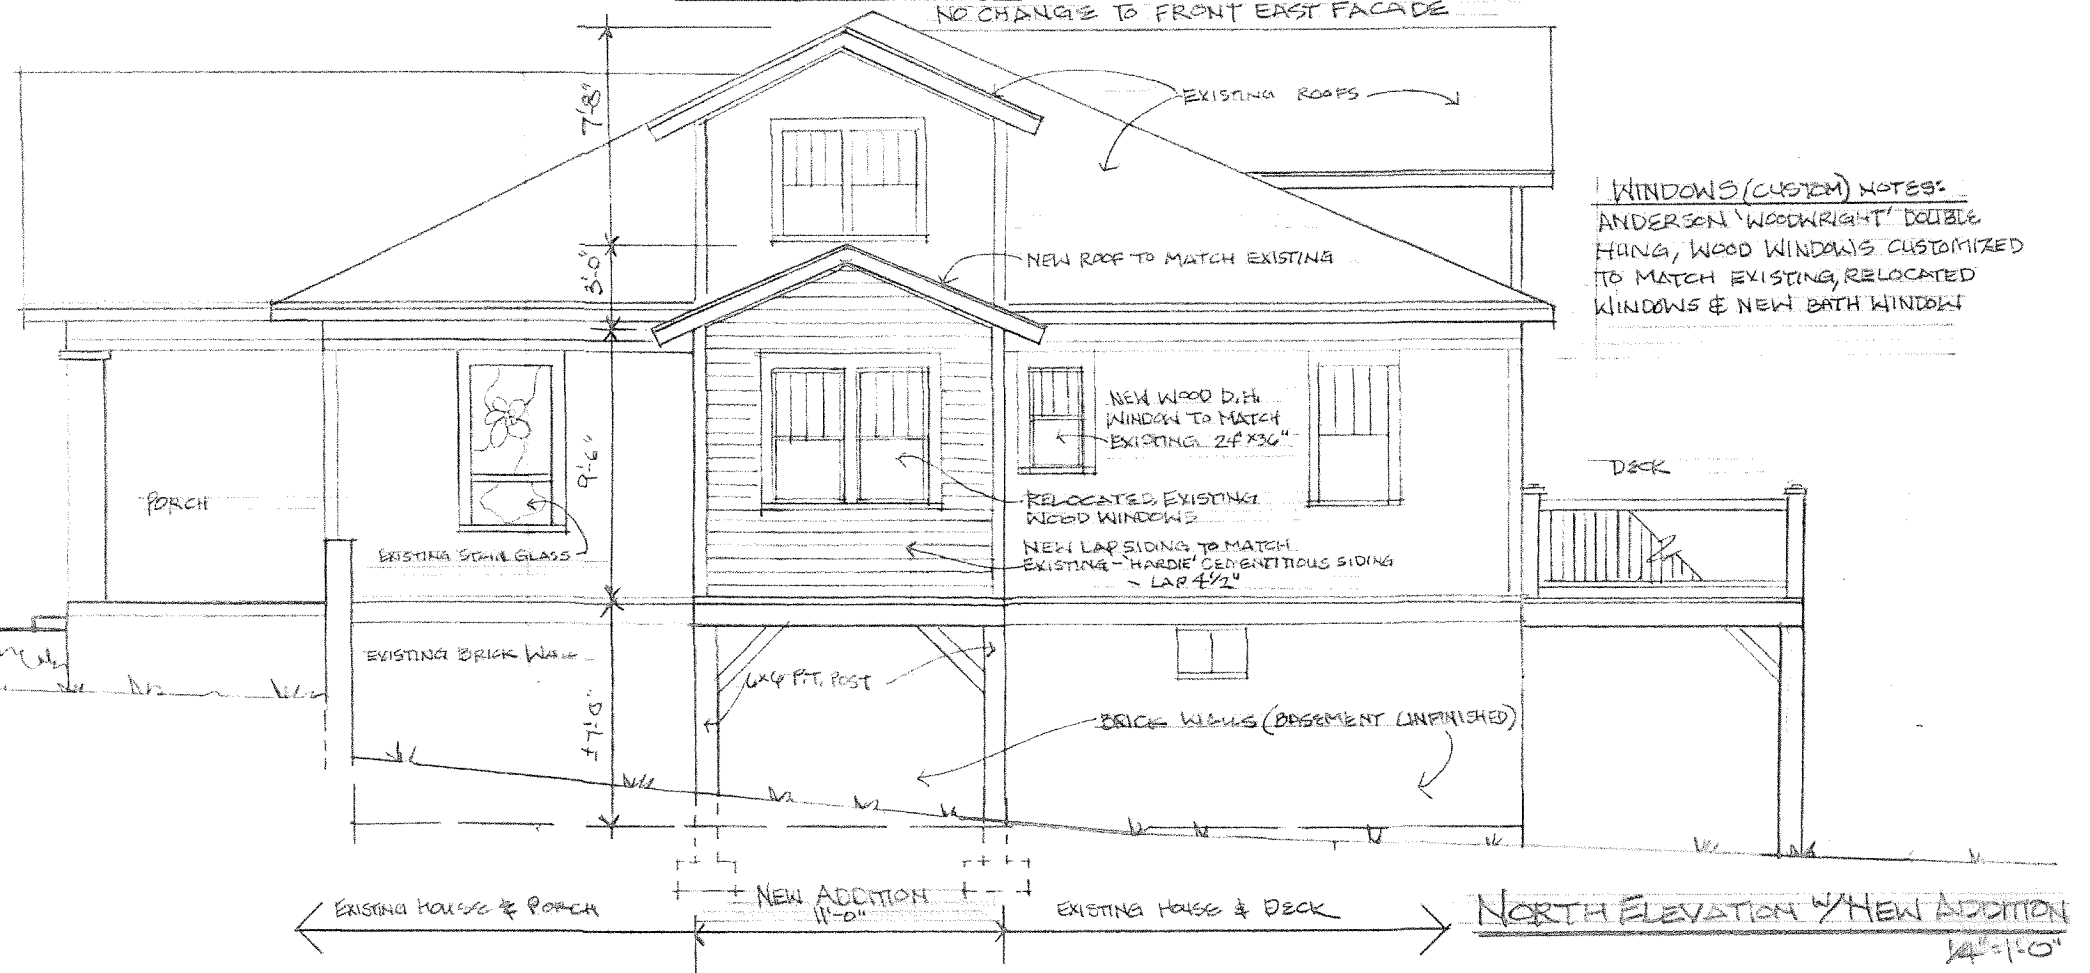 NO CHANGE TO FRONT EAST FACADE
7'-8"
EXISTING ROOFS
WINDOWS (CUSTOM) NOTES:
ANDERSON 'WOODWRIGHT' DOUBLE
HUNG, WOOD WINDOWS CUSTOMIZED
TO MATCH EXISTING, RELOCATED
WINDOWS & NEW BATH WINDOW
3'-0"
NEW ROOF TO MATCH EXISTING
NEW WOOD D.H.
WINDOW TO MATCH
EXISTING 24"X36"
9'-6"
DECK
PORCH
RELOCATED EXISTING
WOOD WINDOWS
EXISTING STAIN GLASS
NEW LAP SIDING TO MATCH
EXISTING - 'HARDIE' CEMENTITIOUS SIDING
- LAP 4½"
EXISTING BRICK WALL
6x6 P.T. POST
±7'-0"
BRICK WALLS (BASEMENT UNFINISHED)
EXISTING HOUSE & PORCH
NEW ADDITION
11'-0"
EXISTING HOUSE & DECK
NORTH ELEVATION W/NEW ADDITION
¼"-1'-0"